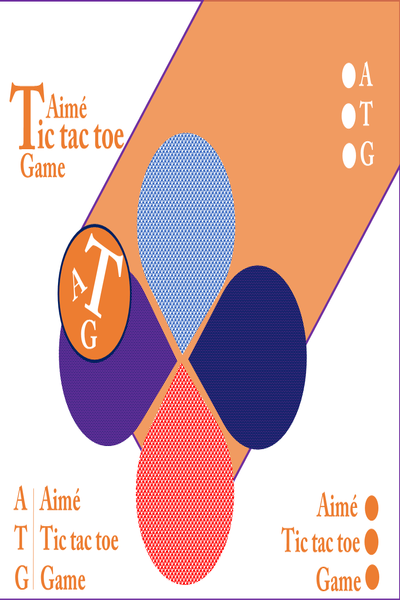 Aimé
Tic tac toe
Game
A
T
G
A T
G
A Aimé
T Tic tac toe
G Game
Aimé
Tic tac toe
Game